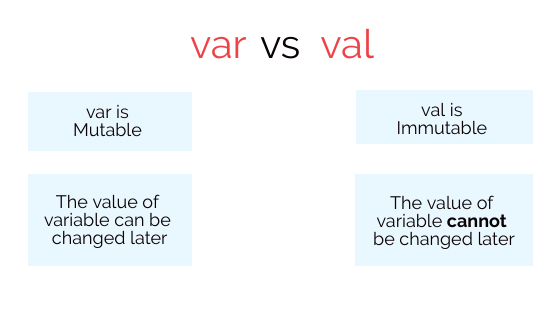 var vs val
var is
Mutable
val is
Immutable
The value of
variable can be
changed later
The value of
variable cannot
be changed later